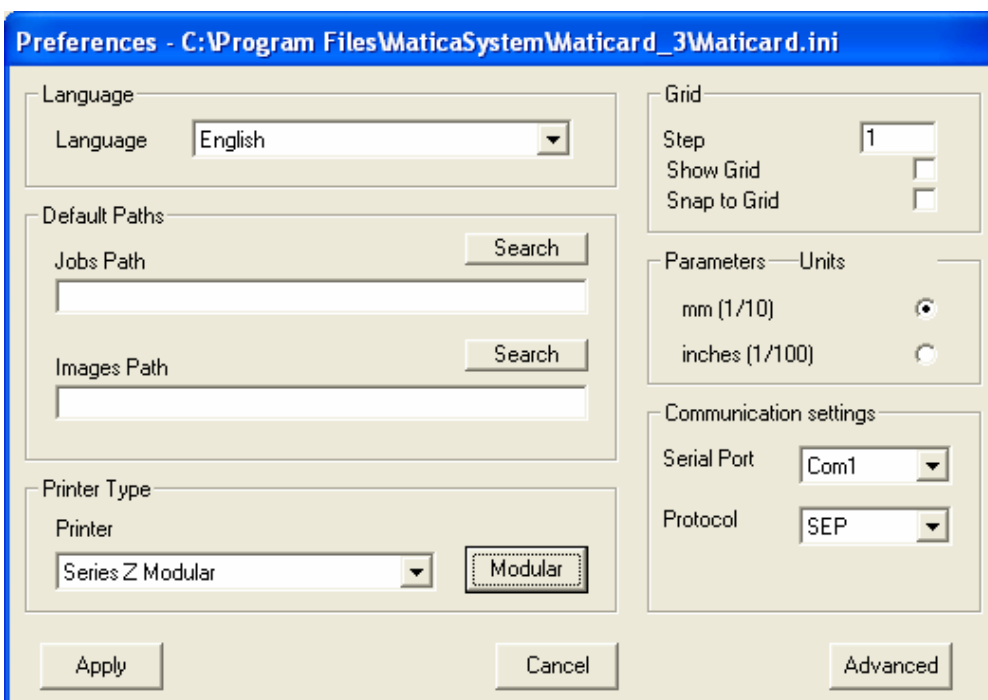 Preferences - C:\Program Files\MaticaSystem\Maticard_3\Maticard.ini
Language
Language English
Default Paths
Jobs Path Search
Images Path Search
Printer Type
Printer
Series Z Modular Modular
Grid
Step 1
Show Grid
Snap to Grid
Parameters Units
mm (1/10)
inches (1/100)
Communication settings
Serial Port Com1
Protocol SEP
Apply Cancel Advanced